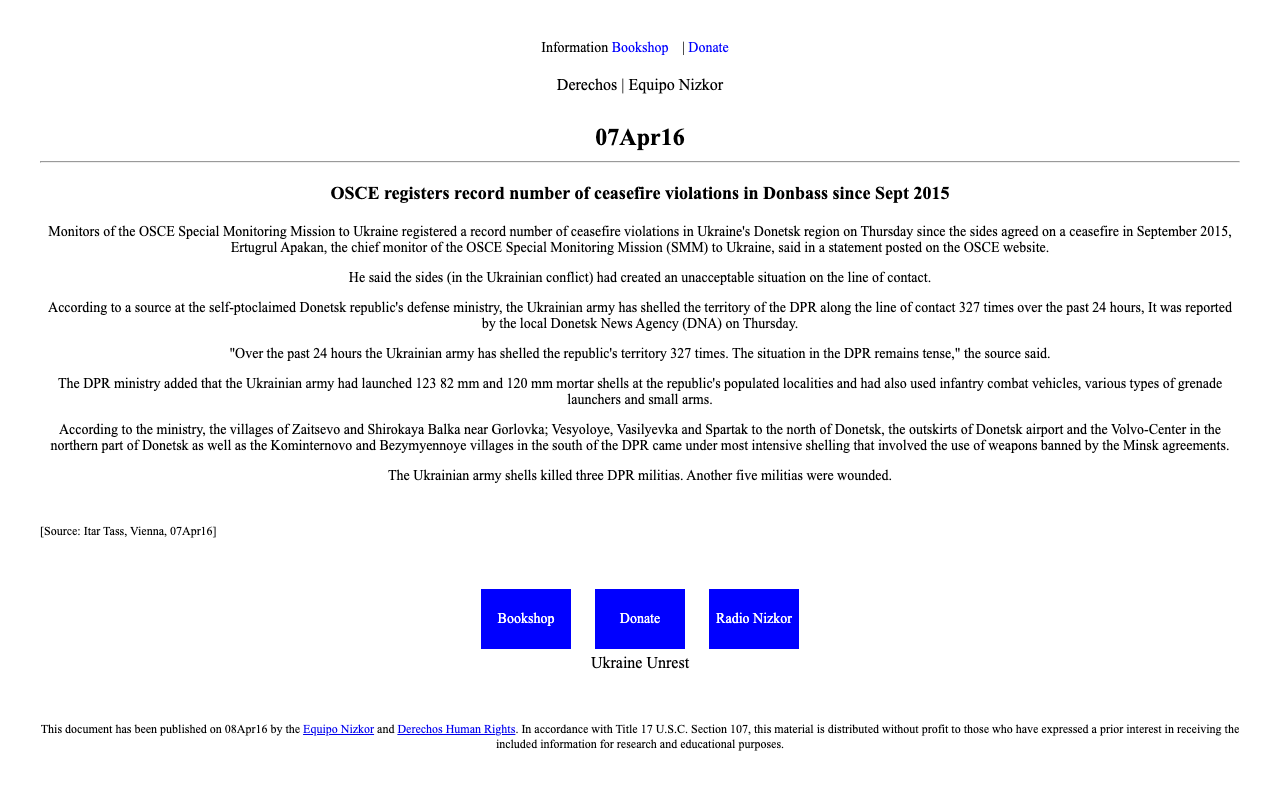 Information Bookshop | Donate
Derechos | Equipo Nizkor
07Apr16
OSCE registers record number of ceasefire violations in Donbass since Sept 2015
Monitors of the OSCE Special Monitoring Mission to Ukraine registered a record number of ceasefire violations in Ukraine's Donetsk region on Thursday since the sides agreed on a ceasefire in September 2015,
Ertugrul Apakan, the chief monitor of the OSCE Special Monitoring Mission (SMM) to Ukraine, said in a statement posted on the OSCE website.
He said the sides (in the Ukrainian conflict) had created an unacceptable situation on the line of contact.
According to a source at the self-ptoclaimed Donetsk republic's defense ministry, the Ukrainian army has shelled the territory of the DPR along the line of contact 327 times over the past 24 hours, It was reported
by the local Donetsk News Agency (DNA) on Thursday.
"Over the past 24 hours the Ukrainian army has shelled the republic's territory 327 times. The situation in the DPR remains tense," the source said.
The DPR ministry added that the Ukrainian army had launched 123 82 mm and 120 mm mortar shells at the republic's populated localities and had also used infantry combat vehicles, various types of grenade
launchers and small arms.
According to the ministry, the villages of Zaitsevo and Shirokaya Balka near Gorlovka; Vesyoloye, Vasilyevka and Spartak to the north of Donetsk, the outskirts of Donetsk airport and the Volvo-Center in the
northern part of Donetsk as well as the Kominternovo and Bezymyennoye villages in the south of the DPR came under most intensive shelling that involved the use of weapons banned by the Minsk agreements.
The Ukrainian army shells killed three DPR militias. Another five militias were wounded.
[Source: Itar Tass, Vienna, 07Apr16]
Bookshop Donate Radio Nizkor
Ukraine Unrest
This document has been published on 08Apr16 by the Equipo Nizkor and Derechos Human Rights. In accordance with Title 17 U.S.C. Section 107, this material is distributed without profit to those who have expressed a prior interest in receiving the
included information for research and educational purposes.